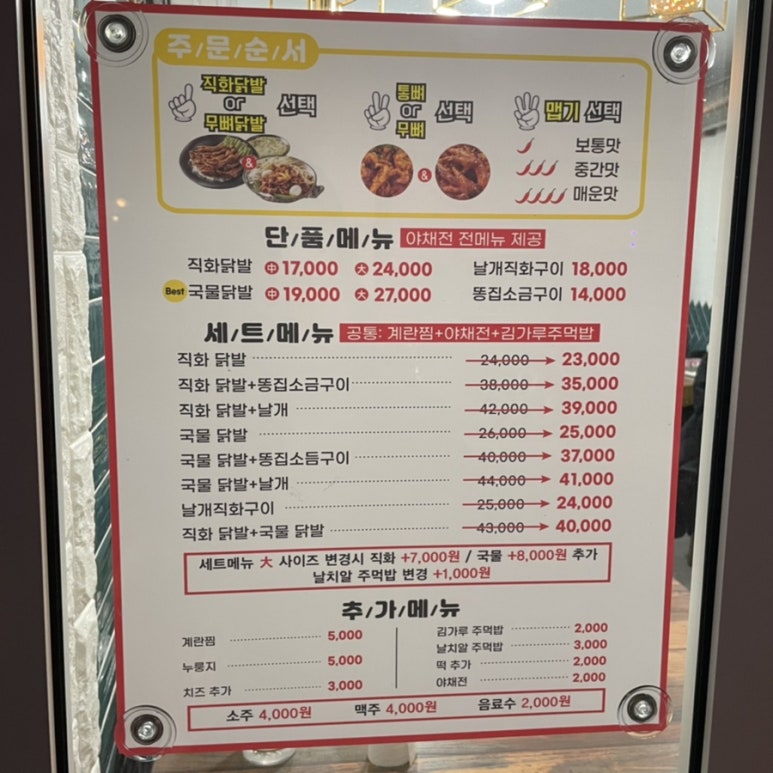 주/문/순/서
직화닭발 or 무뼈닭발 선택
통뼈 or 무뼈 선택
맵기 선택
&
&
보통맛
중간맛
매운맛
단/품/메/뉴 야채전 전메뉴 제공
직화닭발 中 17,000 大 24,000 날개직화구이 18,000
Best 국물닭발 中 19,000 大 27,000 똥집소금구이 14,000
세/트/메/뉴 공통: 계란찜+야채전+김가루주먹밥
직화 닭발 24,000 → 23,000
직화 닭발+똥집소금구이 38,000 → 35,000
직화 닭발+날개 42,000 → 39,000
국물 닭발 26,000 → 25,000
국물 닭발+똥집소듬구이 40,000 → 37,000
국물 닭발+날개 44,000 → 41,000
날개직화구이 25,000 → 24,000
직화 닭발+국물 닭발 43,000 → 40,000
세트메뉴 大 사이즈 변경시 직화 +7,000원 / 국물 +8,000원 추가
날치알 주먹밥 변경 +1,000원
추/가/메/뉴
계란찜 5,000
누룽지 5,000
치즈 추가 3,000
김가루 주먹밥 2,000
날치알 주먹밥 3,000
떡 추가 2,000
야채전 2,000
소주 4,000원 맥주 4,000원 음료수 2,000원